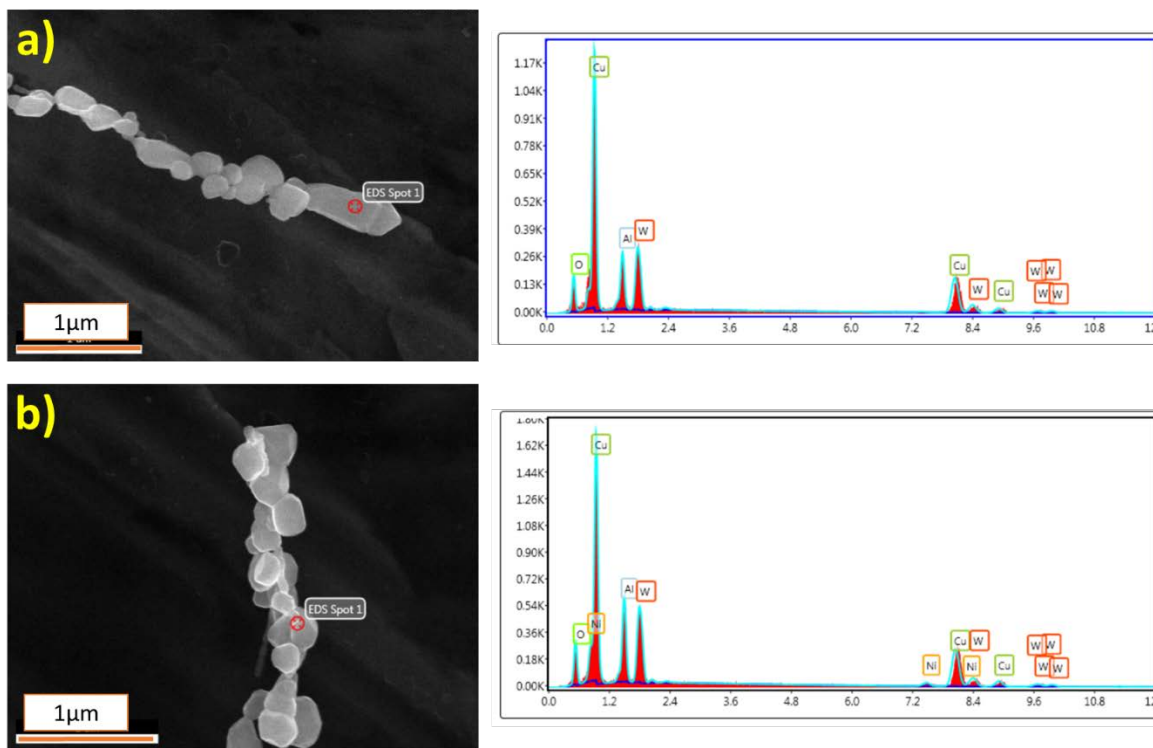 a)
EDS Spot 1
1µm
1.17K
1.04K
0.91K
0.78K
0.65K
0.52K
0.39K
0.26K
0.13K
0.00K
Cu
O
Al
W
Cu
W
Cu
W W
W W
0.0 1.2 2.4 3.6 4.8 6.0 7.2 8.4 9.6 10.8 12
b)
EDS Spot 1
1µm
1.80K
1.62K
1.44K
1.26K
1.08K
0.90K
0.72K
0.54K
0.36K
0.18K
0.00K
Cu
Ni
O
Al
W
Ni
Cu W
Ni
Cu
W W
W W
0.0 1.2 2.4 3.6 4.8 6.0 7.2 8.4 9.6 10.8 12